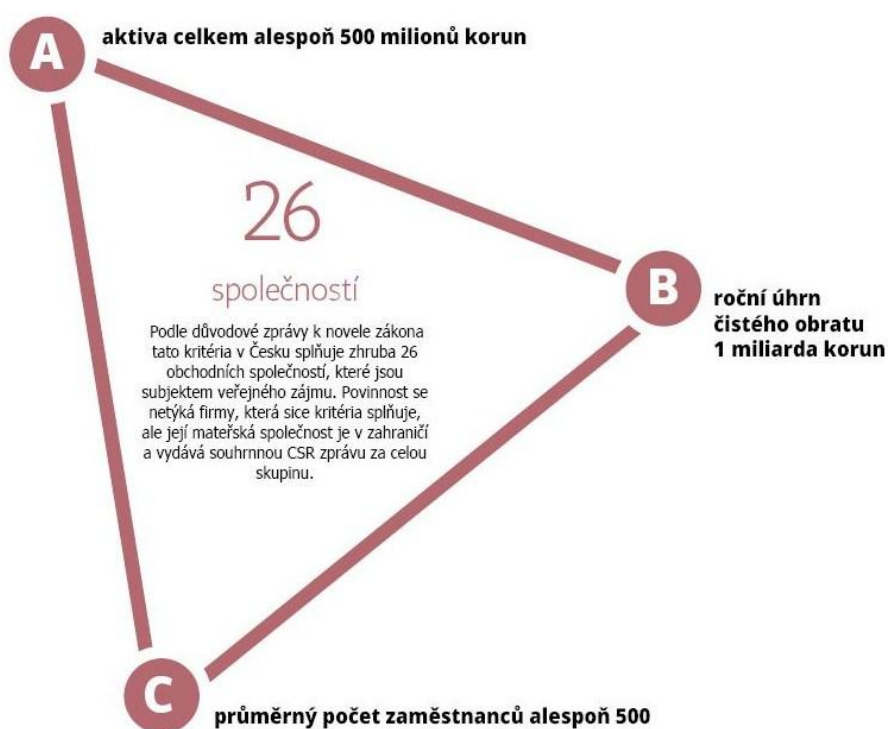 A
aktiva celkem alespoň 500 milionů korun
26
společností
Podle důvodové zprávy k novele zákona
tato kritéria v Česku splňuje zhruba 26
obchodních společností, které jsou
subjektem veřejného zájmu. Povinnost se
netýká firmy, která sice kritéria splňuje,
ale její mateřská společnost je v zahraničí
a vydává souhrnnou CSR zprávu za celou
skupinu.
B
roční úhrn
čistého obratu
1 miliarda korun
C
průměrný počet zaměstnanců alespoň 500